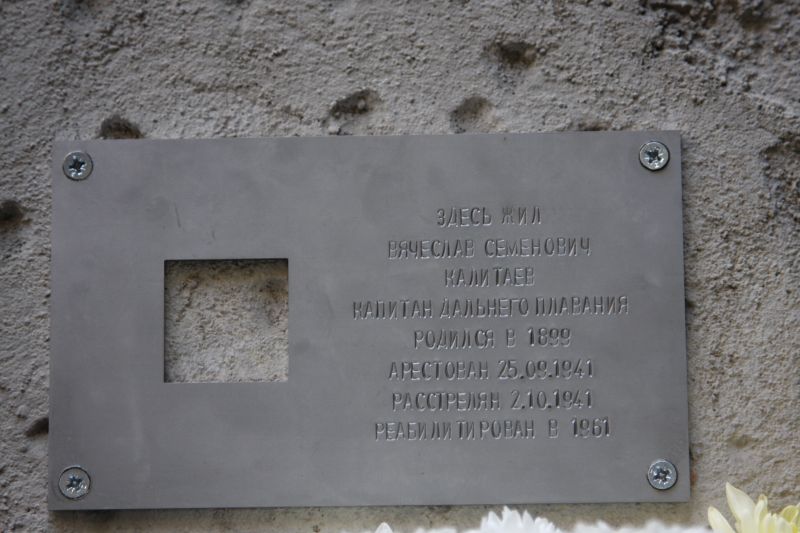 ЗДЕСЬ ЖИЛ
ВЯЧЕСЛАВ СЕМЕНОВИЧ
КАЛИТАЕВ
КАПИТАН ДАЛЬНЕГО ПЛАВАНИЯ
РОДИЛСЯ В 1899
АРЕСТОВАН 25.09.1941
РАССТРЕЛЯН 2.10.1941
РЕАБИЛИТИРОВАН В 1961